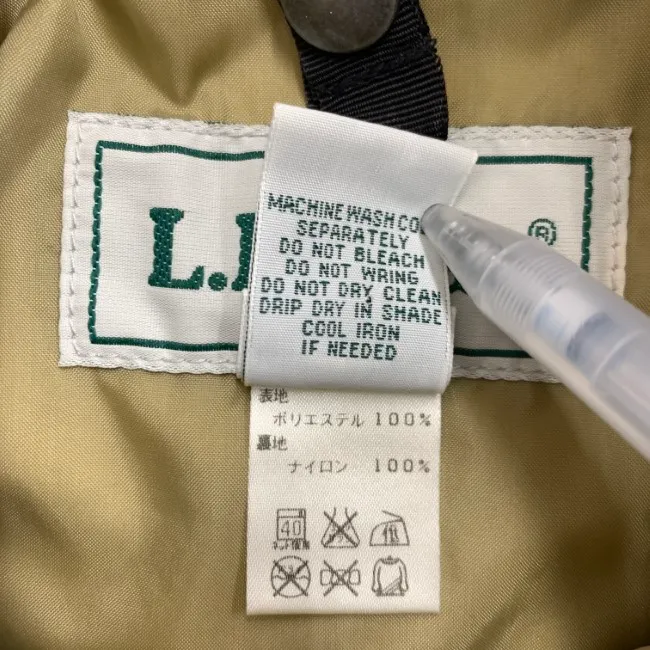 L.
®
MACHINE WASH CO
SEPARATELY
DO NOT BLEACH
DO NOT WRING
DO NOT DRY CLEAN
DRIP DRY IN SHADE
COOL IRON
IF NEEDED
表地
ポリエステル 100%
裏地
ナイロン 100%
40